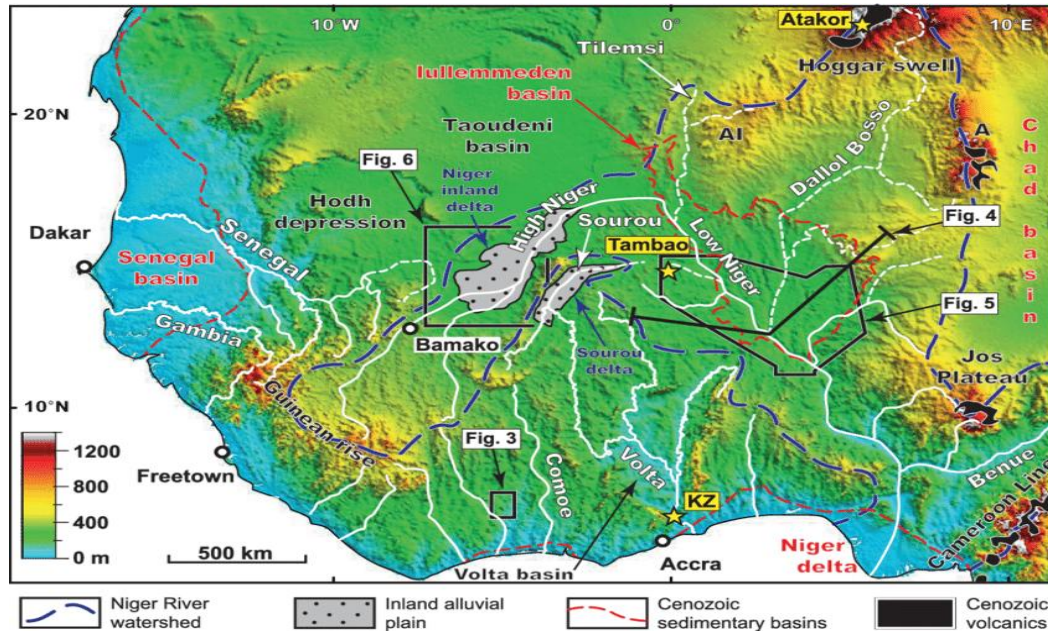 10°W
0°
10 E
Atakor
Tilemsi
Hoggar swell
Iullemmeden
basin
20°N
Taoudeni
basin
AI
A
Chad basin
Fig. 6
Niger
inland
delta
High Niger
Dallol Bosso
Hodh
depression
Sourou
Fig. 4
Dakar
Senegal
Tambao
Low Niger
Senegal
basin
Fig. 5
Gambia
Bamako
Sourou
delta
Jos
Plateau
10°N
Guinean rise
1200
800
400
0 m
Fig. 3
Comoe
Volta
Benue
Freetown
KZ
Cameroon Line
500 km
Niger
delta
Volta basin
Accra
Niger River
watershed
Inland alluvial
plain
Cenozoic
sedimentary basins
Cenozoic
volcanics